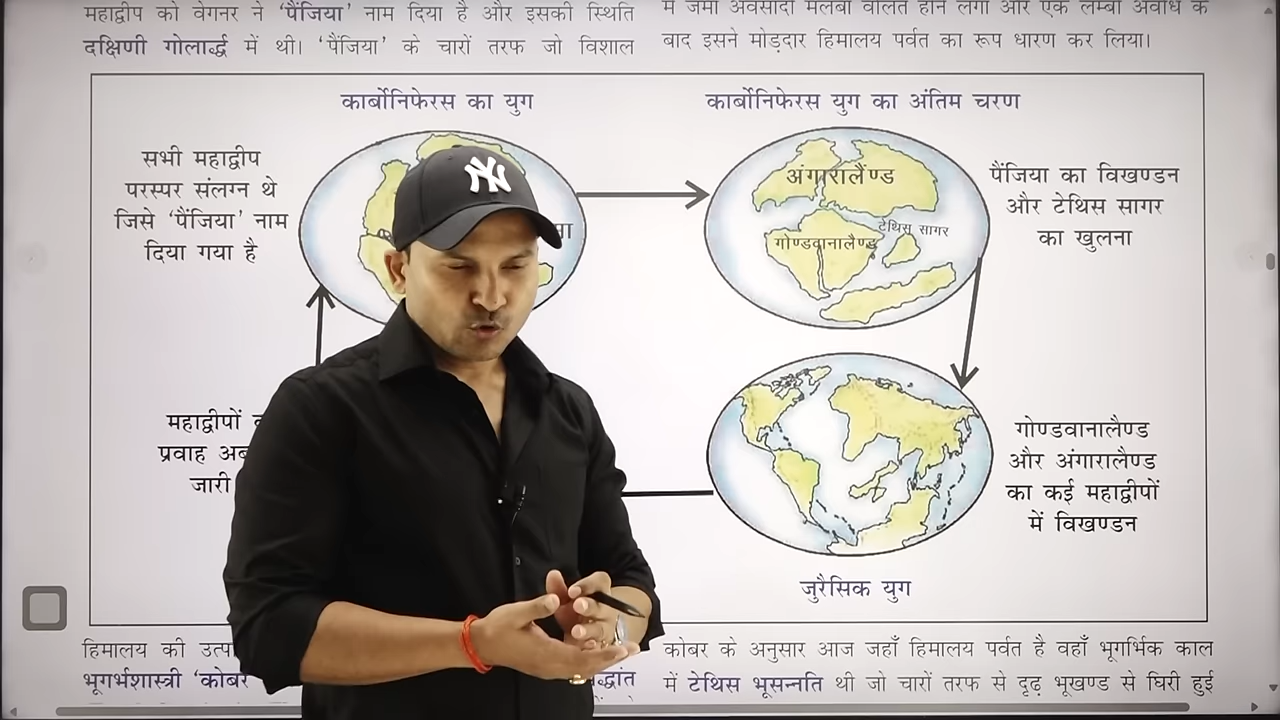 महाद्वीप को वेगनर ने ‘पैंजिया’ नाम दिया है और इसकी स्थिति
दक्षिणी गोलार्द्ध में थी। ‘पैंजिया’ के चारों तरफ जो विशाल
में जमा अवसादी मलबा वलित होने लगा और एक लम्बी अवधि के
बाद इसने मोड़दार हिमालय पर्वत का रूप धारण कर लिया।
कार्बोनिफेरस का युग
कार्बोनिफेरस युग का अंतिम चरण
सभी महाद्वीप
परस्पर संलग्न थे
जिसे ‘पैंजिया’ नाम
दिया गया है
NY
अंगारालैण्ड
टेथिस सागर
गोण्डवानालैण्ड
पैंजिया का विखण्डन
और टेथिस सागर
का खुलना
महाद्वीपों
प्रवाह
जारी
गोण्डवानालैण्ड
और अंगारालैण्ड
का कई महाद्वीपों
में विखण्डन
जुरैसिक युग
हिमालय की
भूगर्भशास्त्री ‘कोबर
कोबर के अनुसार आज जहाँ हिमालय पर्वत है वहाँ भूगर्भिक काल
में टेथिस भूसन्नति थी जो चारों तरफ से दृढ़ भूखण्ड से घिरी हुई